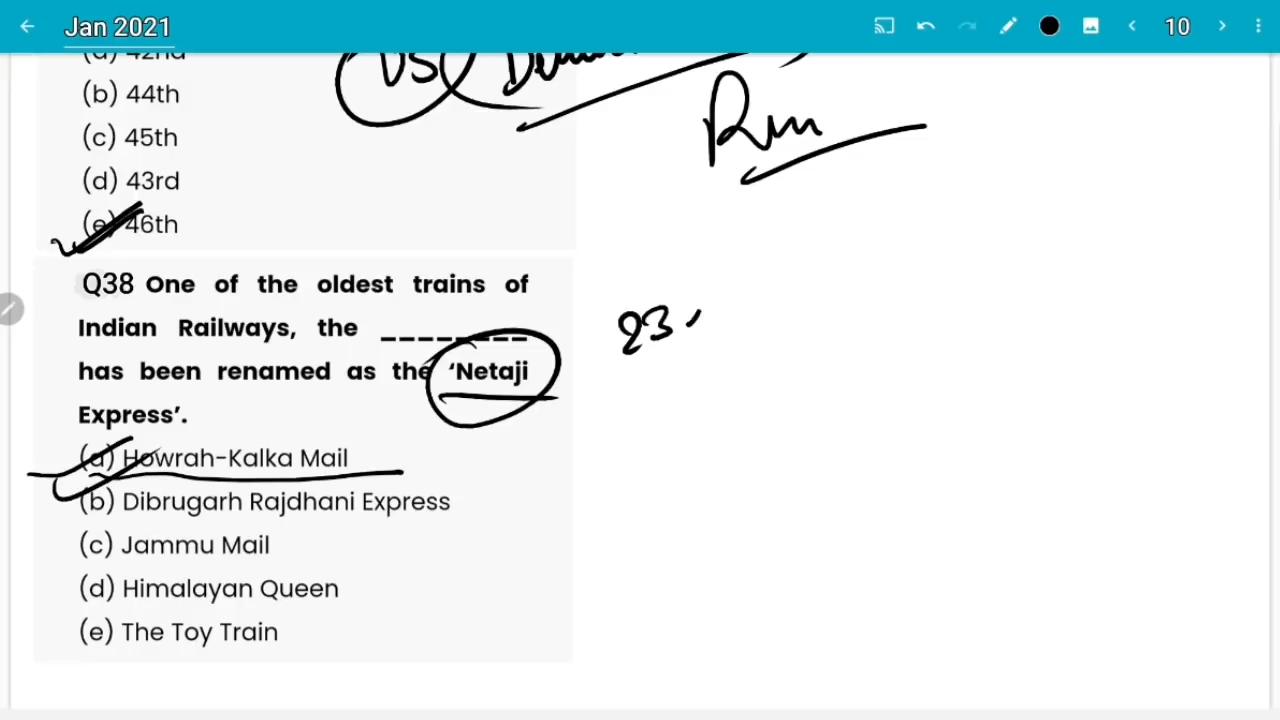 Jan 2021
10
(b) 44th
(c) 45th
(d) 43rd
(e) 46th
Q38 One of the oldest trains of
Indian Railways, the _________
has been renamed as the 'Netaji
Express'.
(a) Howrah-Kalka Mail
(b) Dibrugarh Rajdhani Express
(c) Jammu Mail
(d) Himalayan Queen
(e) The Toy Train
23